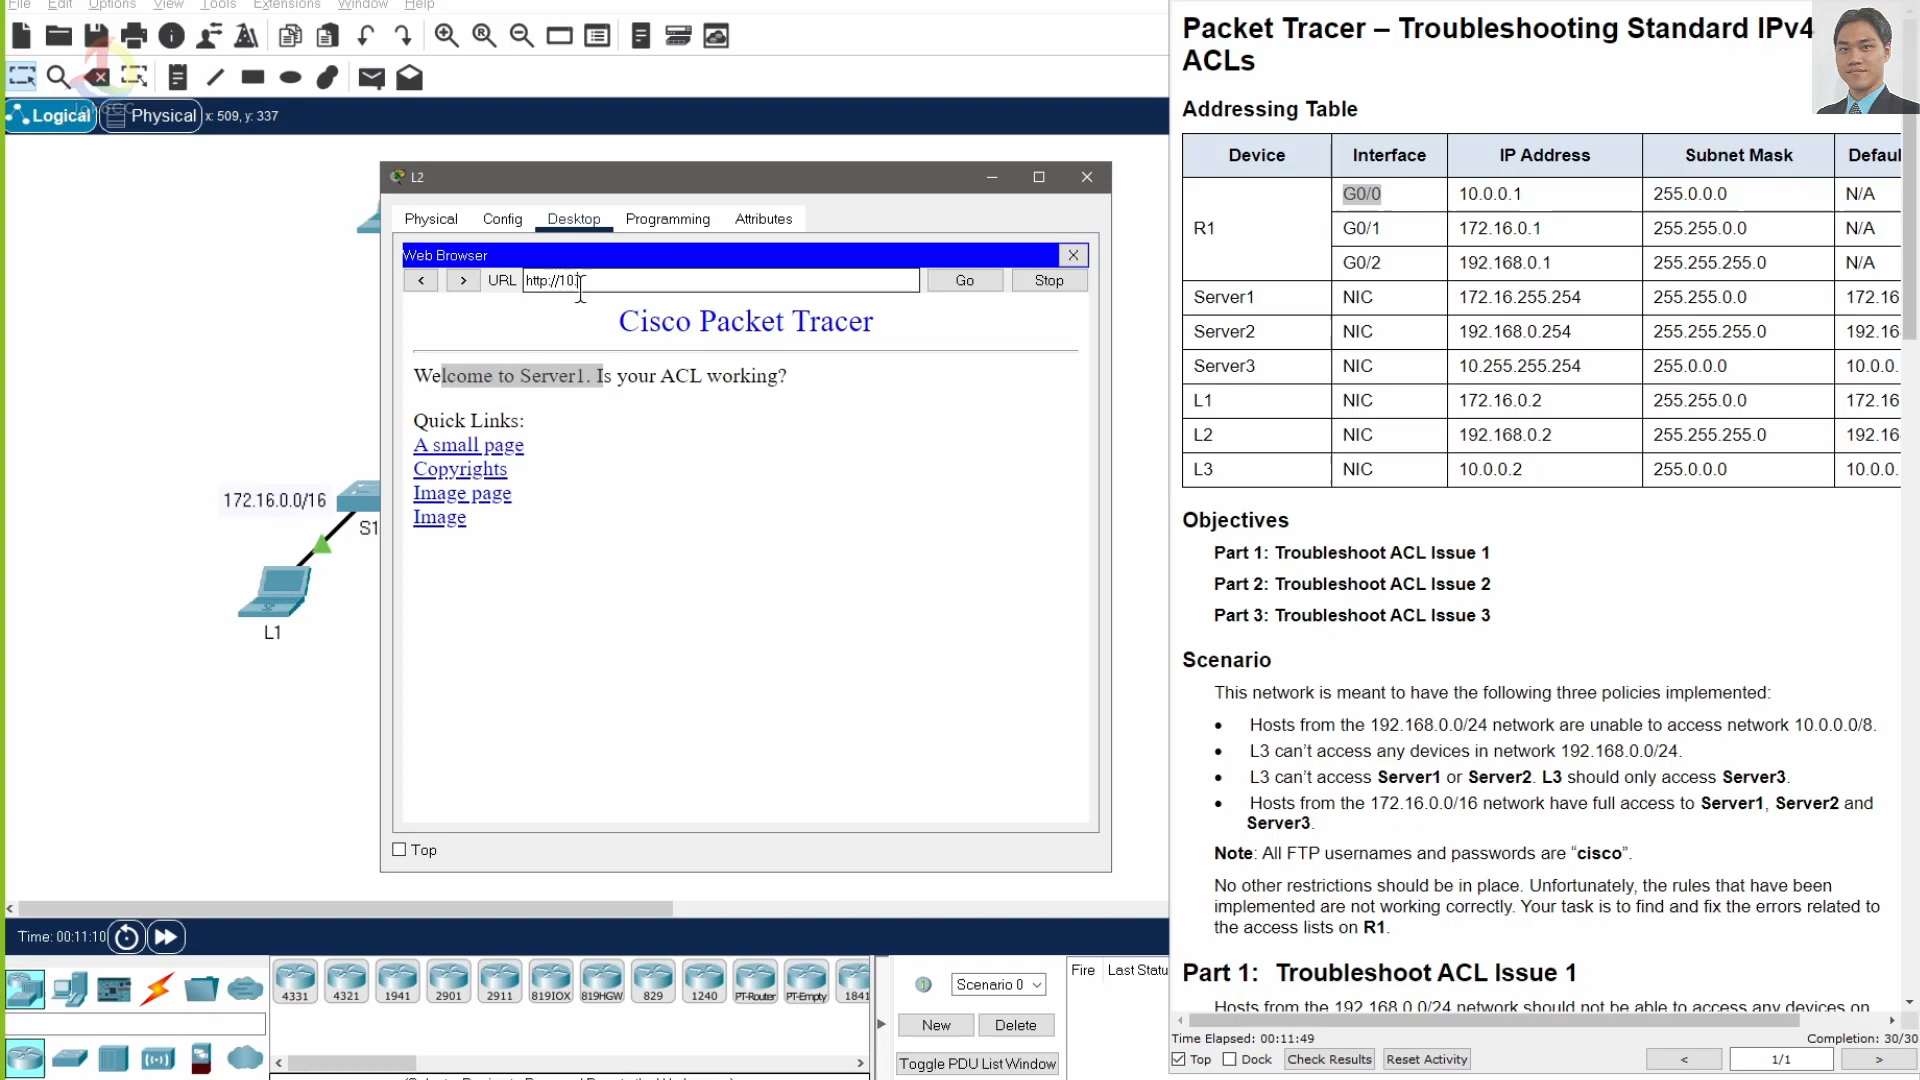 File Edit Options View Tools Extensions Window Help
Logical
Physical x: 509, y: 337
L2
Physical Config Desktop Programming Attributes
Web Browser X
< > URL http://10. Go Stop
Cisco Packet Tracer
Welcome to Server1. Is your ACL working?
Quick Links:
A small page
Copyrights
Image page
Image
Top
172.16.0.0/16
S1
L1
Time: 00:11:10
4331 4321 1941 2901 2911 819IOX 819HGW 829 1240 PT-Router PT-Empty 1841
Scenario 0
New Delete
Toggle PDU List Window
Fire Last Statu
Packet Tracer – Troubleshooting Standard IPv4
ACLs
Addressing Table
Device Interface IP Address Subnet Mask Defaul
R1
G0/0 10.0.0.1 255.0.0.0 N/A
G0/1 172.16.0.1 255.255.0.0 N/A
G0/2 192.168.0.1 255.255.255.0 N/A
Server1 NIC 172.16.255.254 255.255.0.0 172.16
Server2 NIC 192.168.0.254 255.255.255.0 192.16
Server3 NIC 10.255.255.254 255.0.0.0 10.0.0.
L1 NIC 172.16.0.2 255.255.0.0 172.16
L2 NIC 192.168.0.2 255.255.255.0 192.16
L3 NIC 10.0.0.2 255.0.0.0 10.0.0.
Objectives
Part 1: Troubleshoot ACL Issue 1
Part 2: Troubleshoot ACL Issue 2
Part 3: Troubleshoot ACL Issue 3
Scenario
This network is meant to have the following three policies implemented:
• Hosts from the 192.168.0.0/24 network are unable to access network 10.0.0.0/8.
• L3 can’t access any devices in network 192.168.0.0/24.
• L3 can’t access Server1 or Server2. L3 should only access Server3.
• Hosts from the 172.16.0.0/16 network have full access to Server1, Server2 and
Server3.
Note: All FTP usernames and passwords are “cisco”.
No other restrictions should be in place. Unfortunately, the rules that have been
implemented are not working correctly. Your task is to find and fix the errors related to
the access lists on R1.
Part 1: Troubleshoot ACL Issue 1
Hosts from the 192.168.0.0/24 network should not be able to access any devices on
Time Elapsed: 00:11:49 Completion: 30/30
Top Dock Check Results Reset Activity < 1/1 >